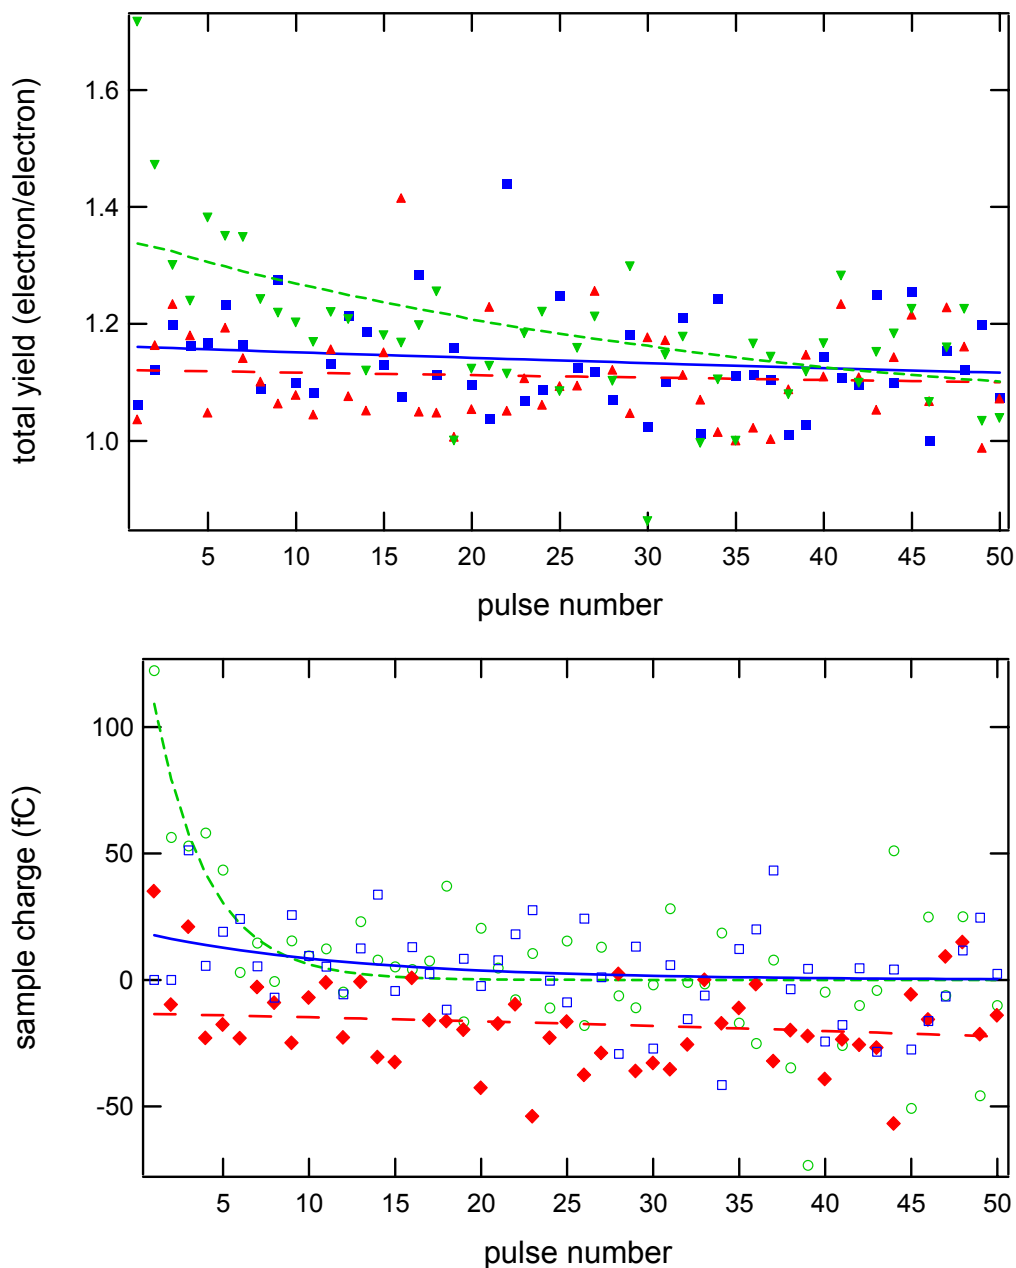 total yield (electron/electron)
1.6
1.4
1.2
1.0
5 10 15 20 25 30 35 40 45 50
pulse number
sample charge (fC)
100
50
0
-50
5 10 15 20 25 30 35 40 45 50
pulse number